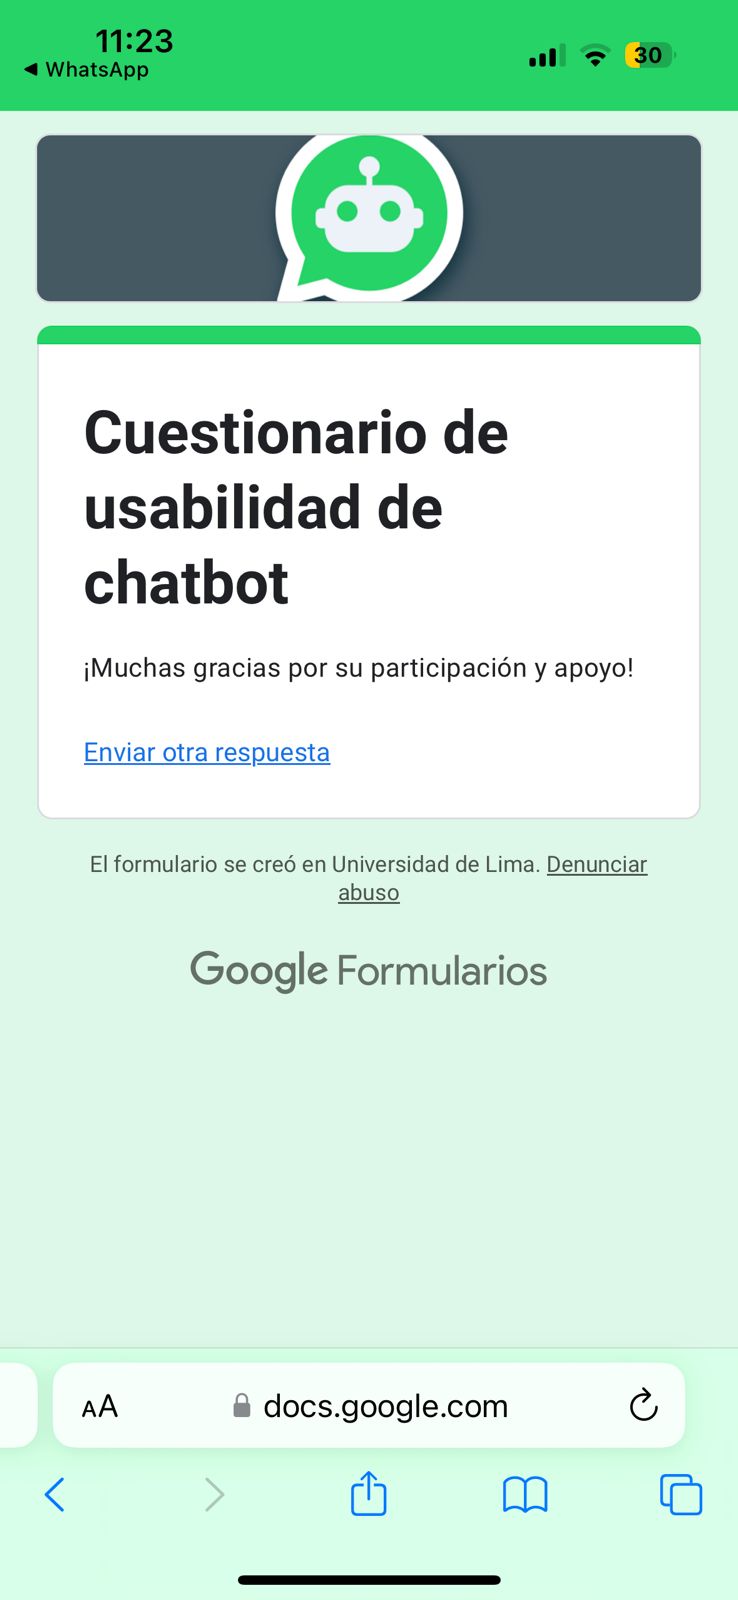 11:23
◀ WhatsApp
30
Cuestionario de
usabilidad de
chatbot
¡Muchas gracias por su participación y apoyo!
Enviar otra respuesta
El formulario se creó en Universidad de Lima. Denunciar
abuso
Google Formularios
AA
docs.google.com